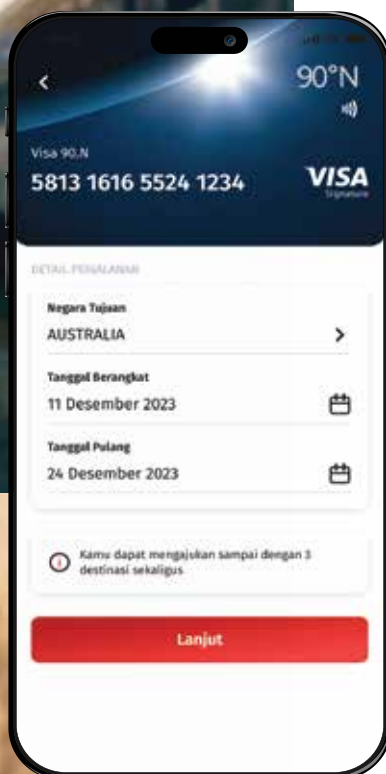 90°N
Visa 90.N
5813 1616 5524 1234
VISA
Signature
DETAIL PERJALANAN
Negara Tujuan
AUSTRALIA
Tanggal Berangkat
11 Desember 2023
Tanggal Pulang
24 Desember 2023
Kamu dapat mengajukan sampai dengan 3
destinasi sekaligus
Lanjut